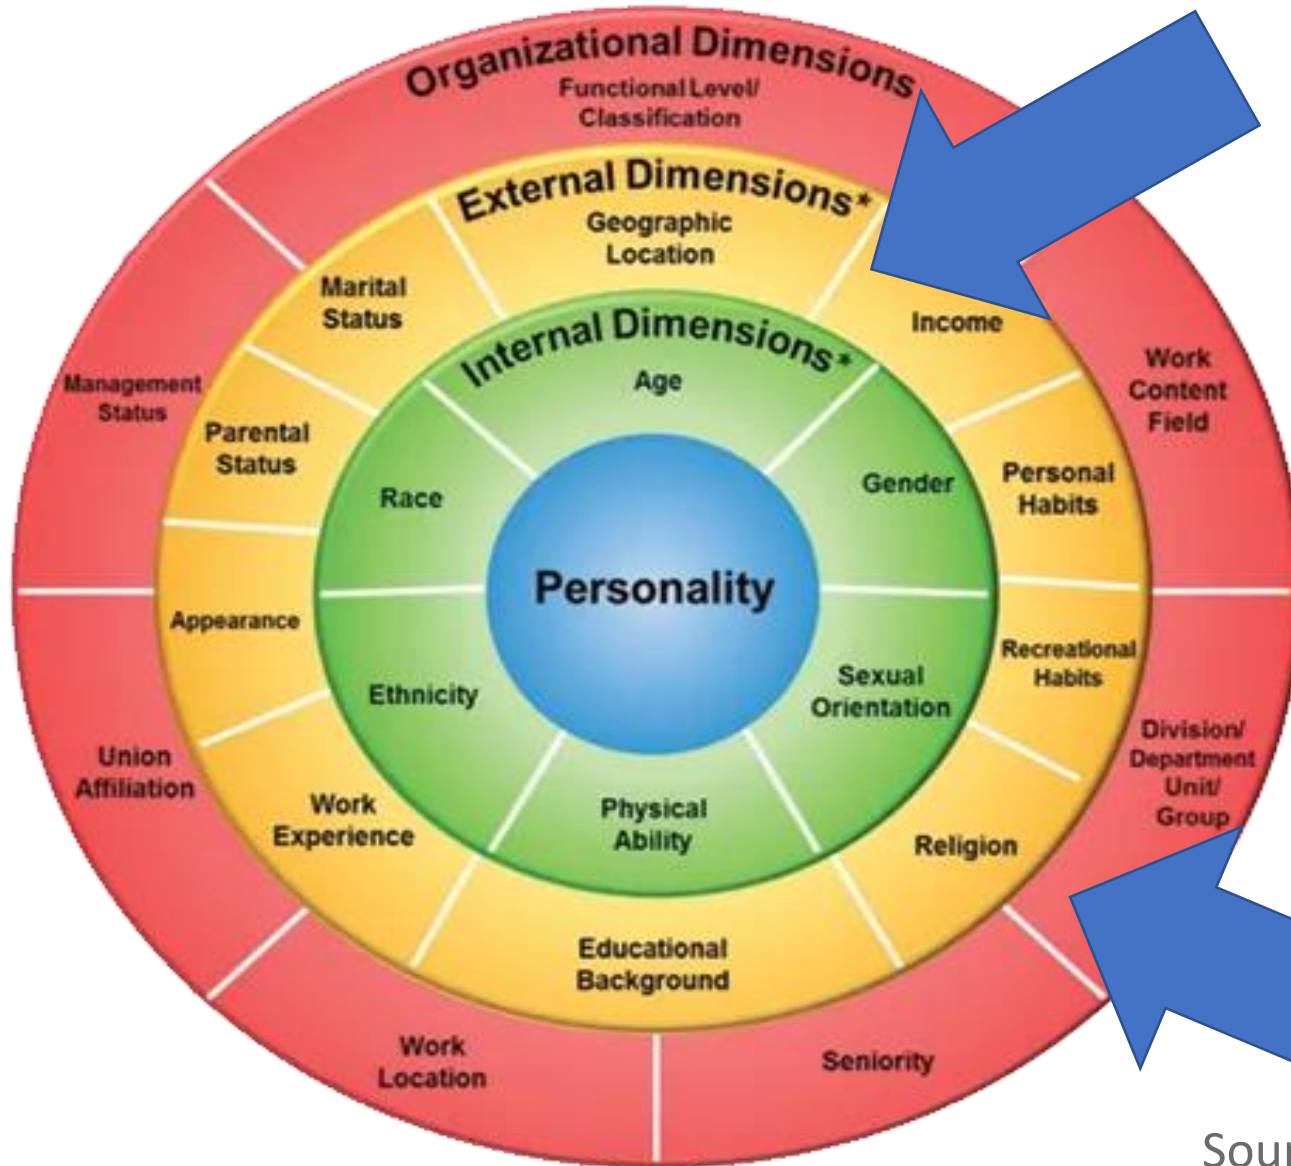 Organizational Dimensions
Functional Level/
Classification
External Dimensions*
Geographic
Location
Marital
Status
Income
Internal Dimensions*
Age
Work
Content
Field
Management
Status
Parental
Status
Race
Gender
Personal
Habits
Personality
Appearance
Ethnicity
Sexual
Orientation
Recreational
Habits
Union
Affiliation
Division/
Department
Unit/
Group
Work
Experience
Physical
Ability
Religion
Educational
Background
Work
Location
Seniority